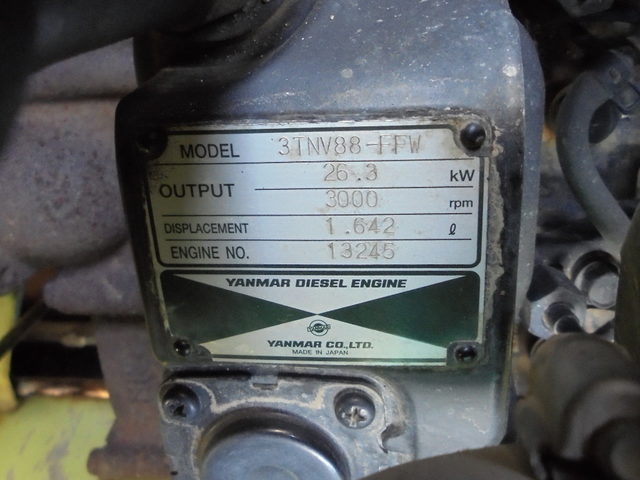 MODEL 3TNV88-FFW
26.3 kW
OUTPUT
3000 rpm
DISPLACEMENT 1.642 ℓ
ENGINE NO. 13245
YANMAR DIESEL ENGINE
YANMAR CO.,LTD.
MADE IN JAPAN